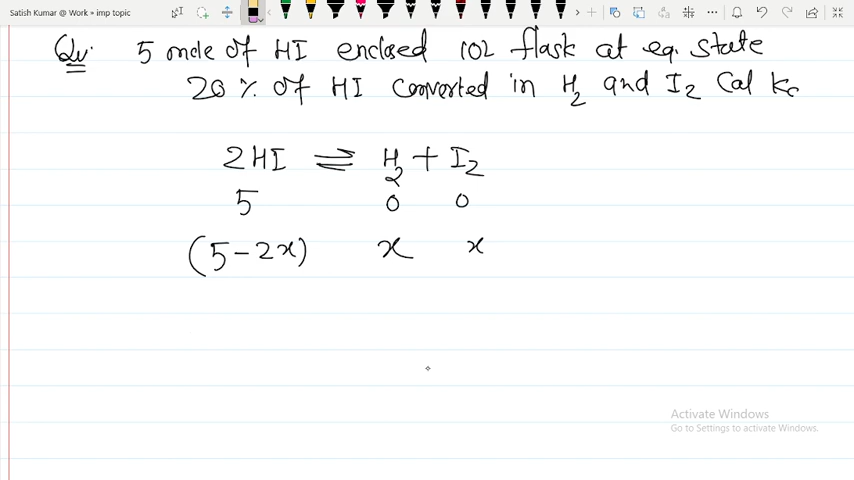 Satish Kumar @ Work » imp topic
Qu. 5 mole of HI enclosed 10L flask at eq. state
20 % of HI converted in H2 and I2 Cal Kc
2HI ⇌ H2 + I2
5 0 0
(5-2x) x x
Activate Windows
Go to Settings to activate Windows.